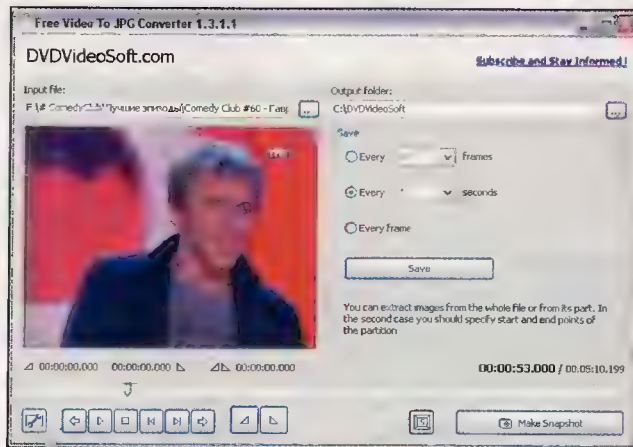 Free Video To JPG Converter 1.3.1.1
DVDVideoSoft.com
Subscribe and Stay Informed!
Input file:
Output folder:
Comedy Club #60 - Гавр
C:\DVDVideoSoft
Save
Every frames
Every seconds
Every frame
Save
You can extract images from the whole file or from its part. In
the second case you should specify start and end points of
the partition
00:00:00.000 00:00:00.000 00:00:00.000
00:00:53.000 / 00:05:10.199
Make Snapshot